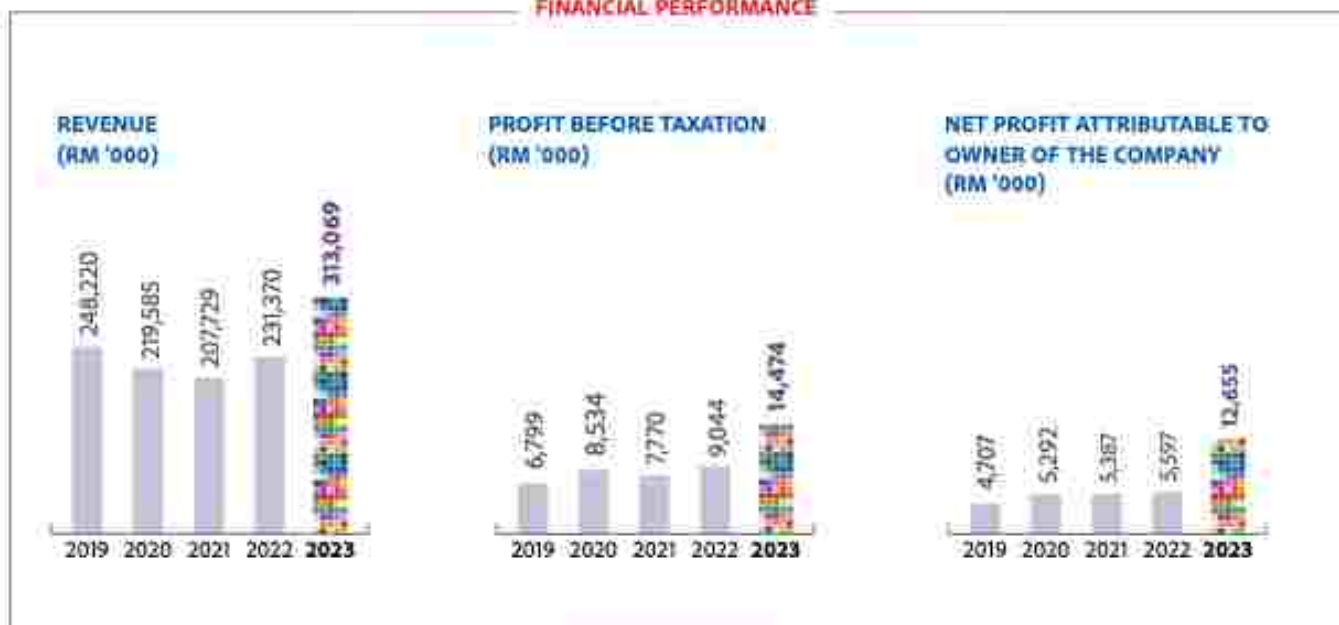 FINANCIAL PERFORMANCE
REVENUE
(RM '000)
248,220
219,585
207,729
231,370
313,069
2019 2020 2021 2022 2023
PROFIT BEFORE TAXATION
(RM '000)
6,799
8,534
7,770
9,044
14,474
2019 2020 2021 2022 2023
NET PROFIT ATTRIBUTABLE TO
OWNER OF THE COMPANY
(RM '000)
4,707
5,292
5,387
5,597
12,655
2019 2020 2021 2022 2023